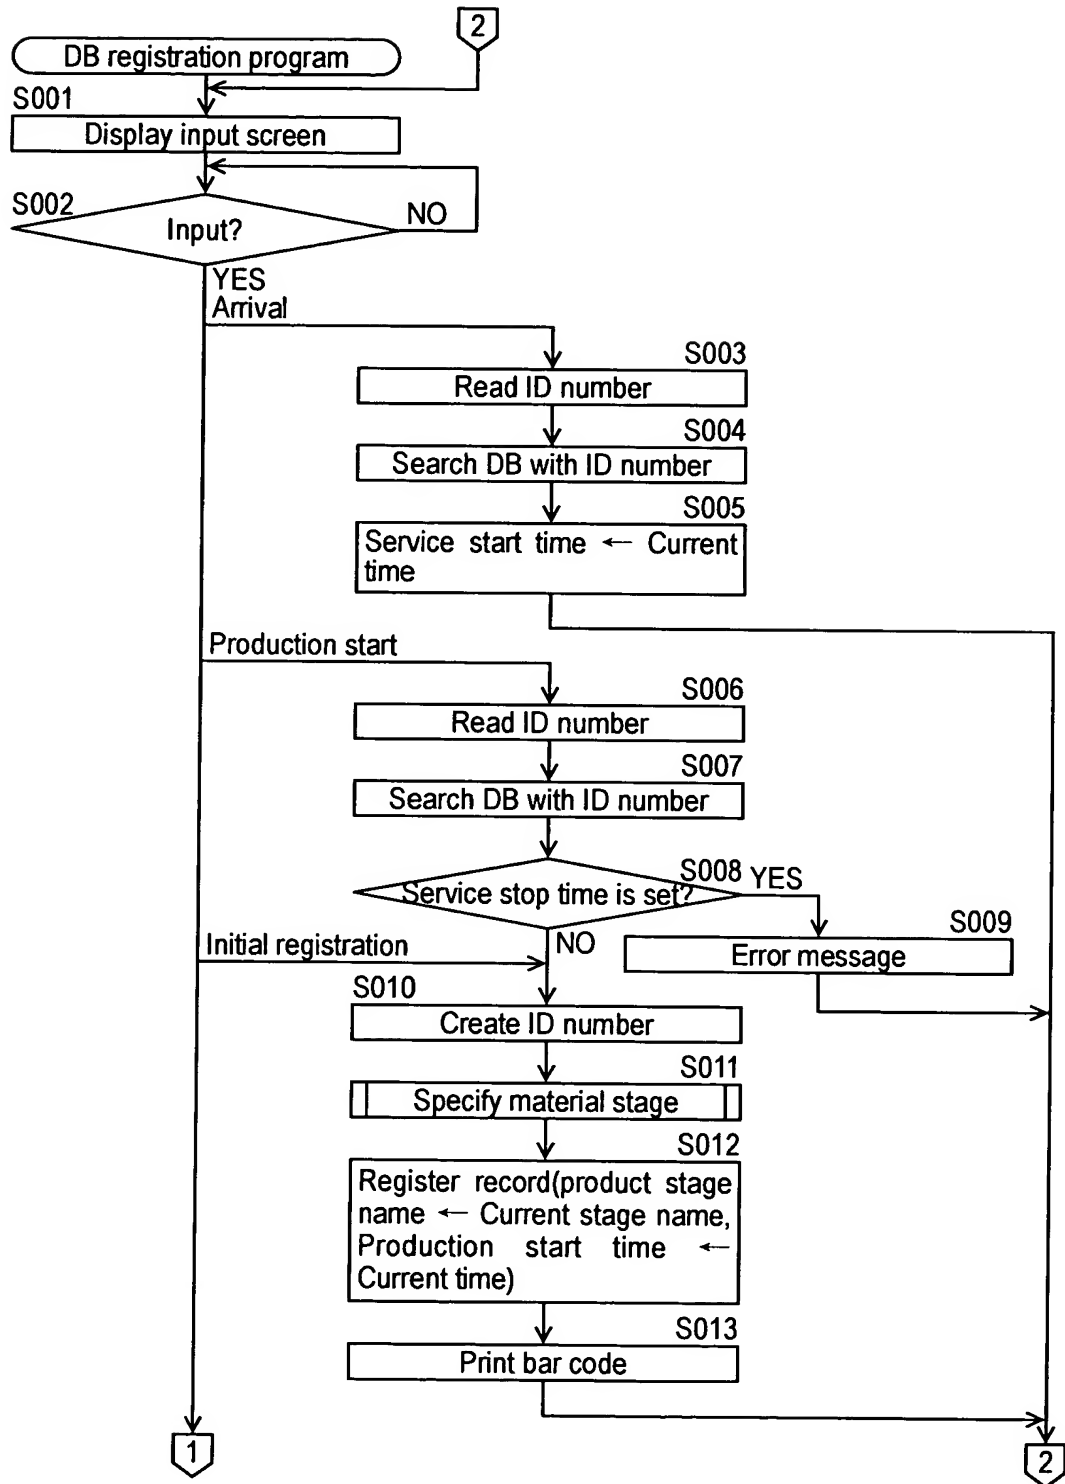 2
DB registration program
S001
Display input screen
S002
Input?
NO
YES
Arrival
S003
Read ID number
S004
Search DB with ID number
S005
Service start time ← Current
time
Production start
S006
Read ID number
S007
Search DB with ID number
S008
Service stop time is set?
YES
NO
S009
Error message
Initial registration
S010
Create ID number
S011
Specify material stage
S012
Register record(product stage
name ← Current stage name,
Production start time ←
Current time)
S013
Print bar code
1
2